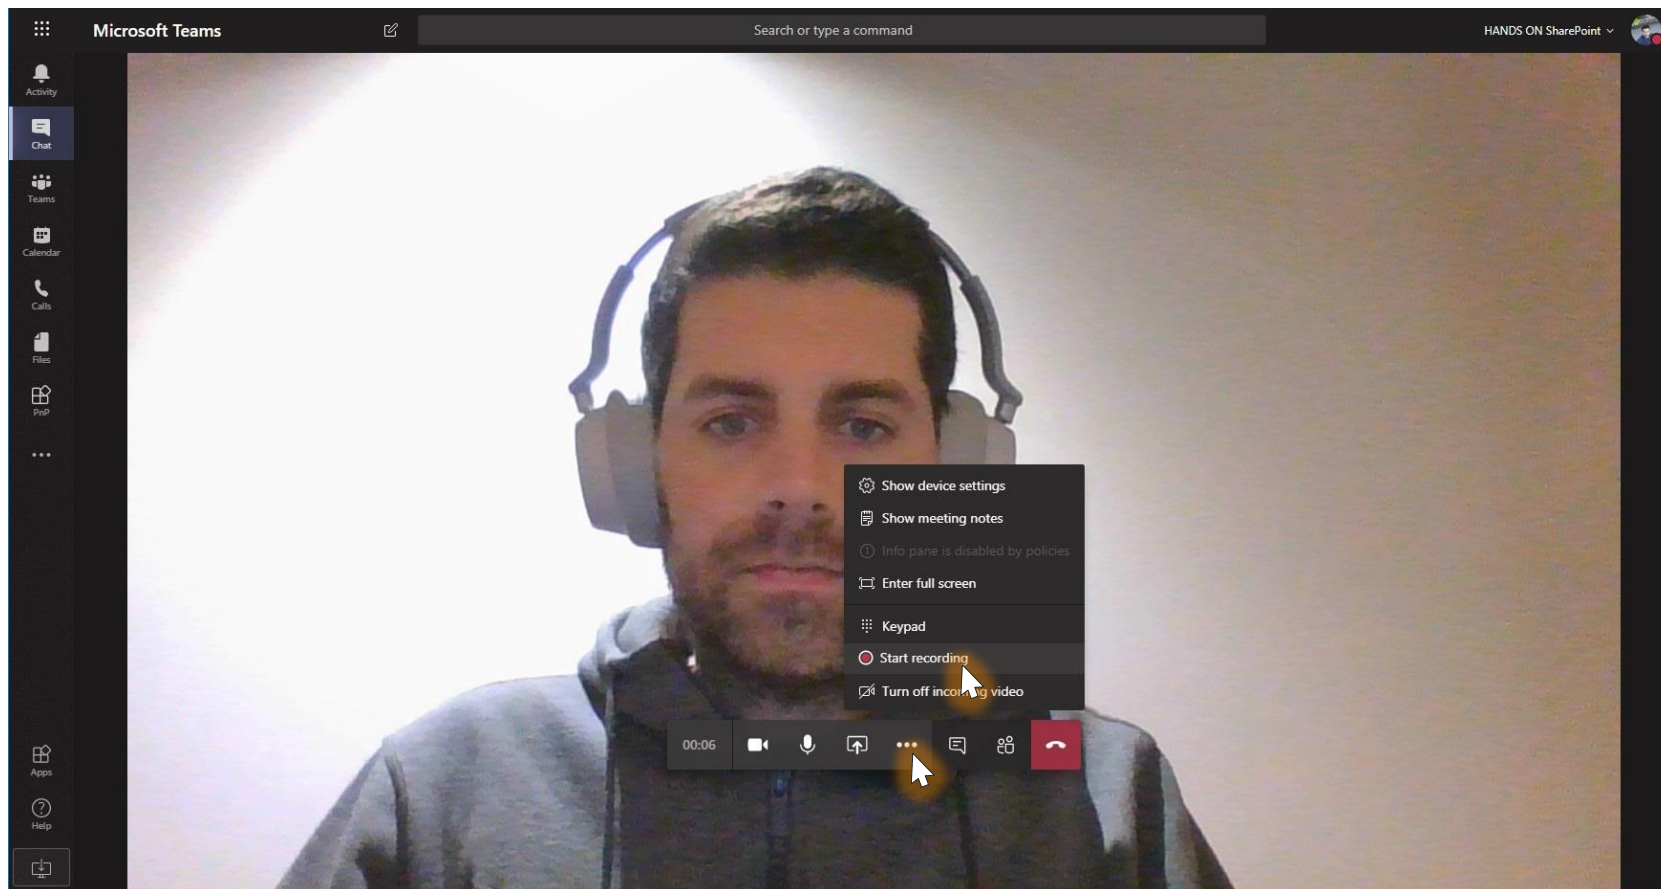 Microsoft Teams
Search or type a command
HANDS ON SharePoint
Activity
Chat
Teams
Calendar
Calls
Files
PnP
Show device settings
Show meeting notes
Info pane is disabled by policies
Enter full screen
Keypad
Start recording
Turn off incoming video
00:06
Apps
Help